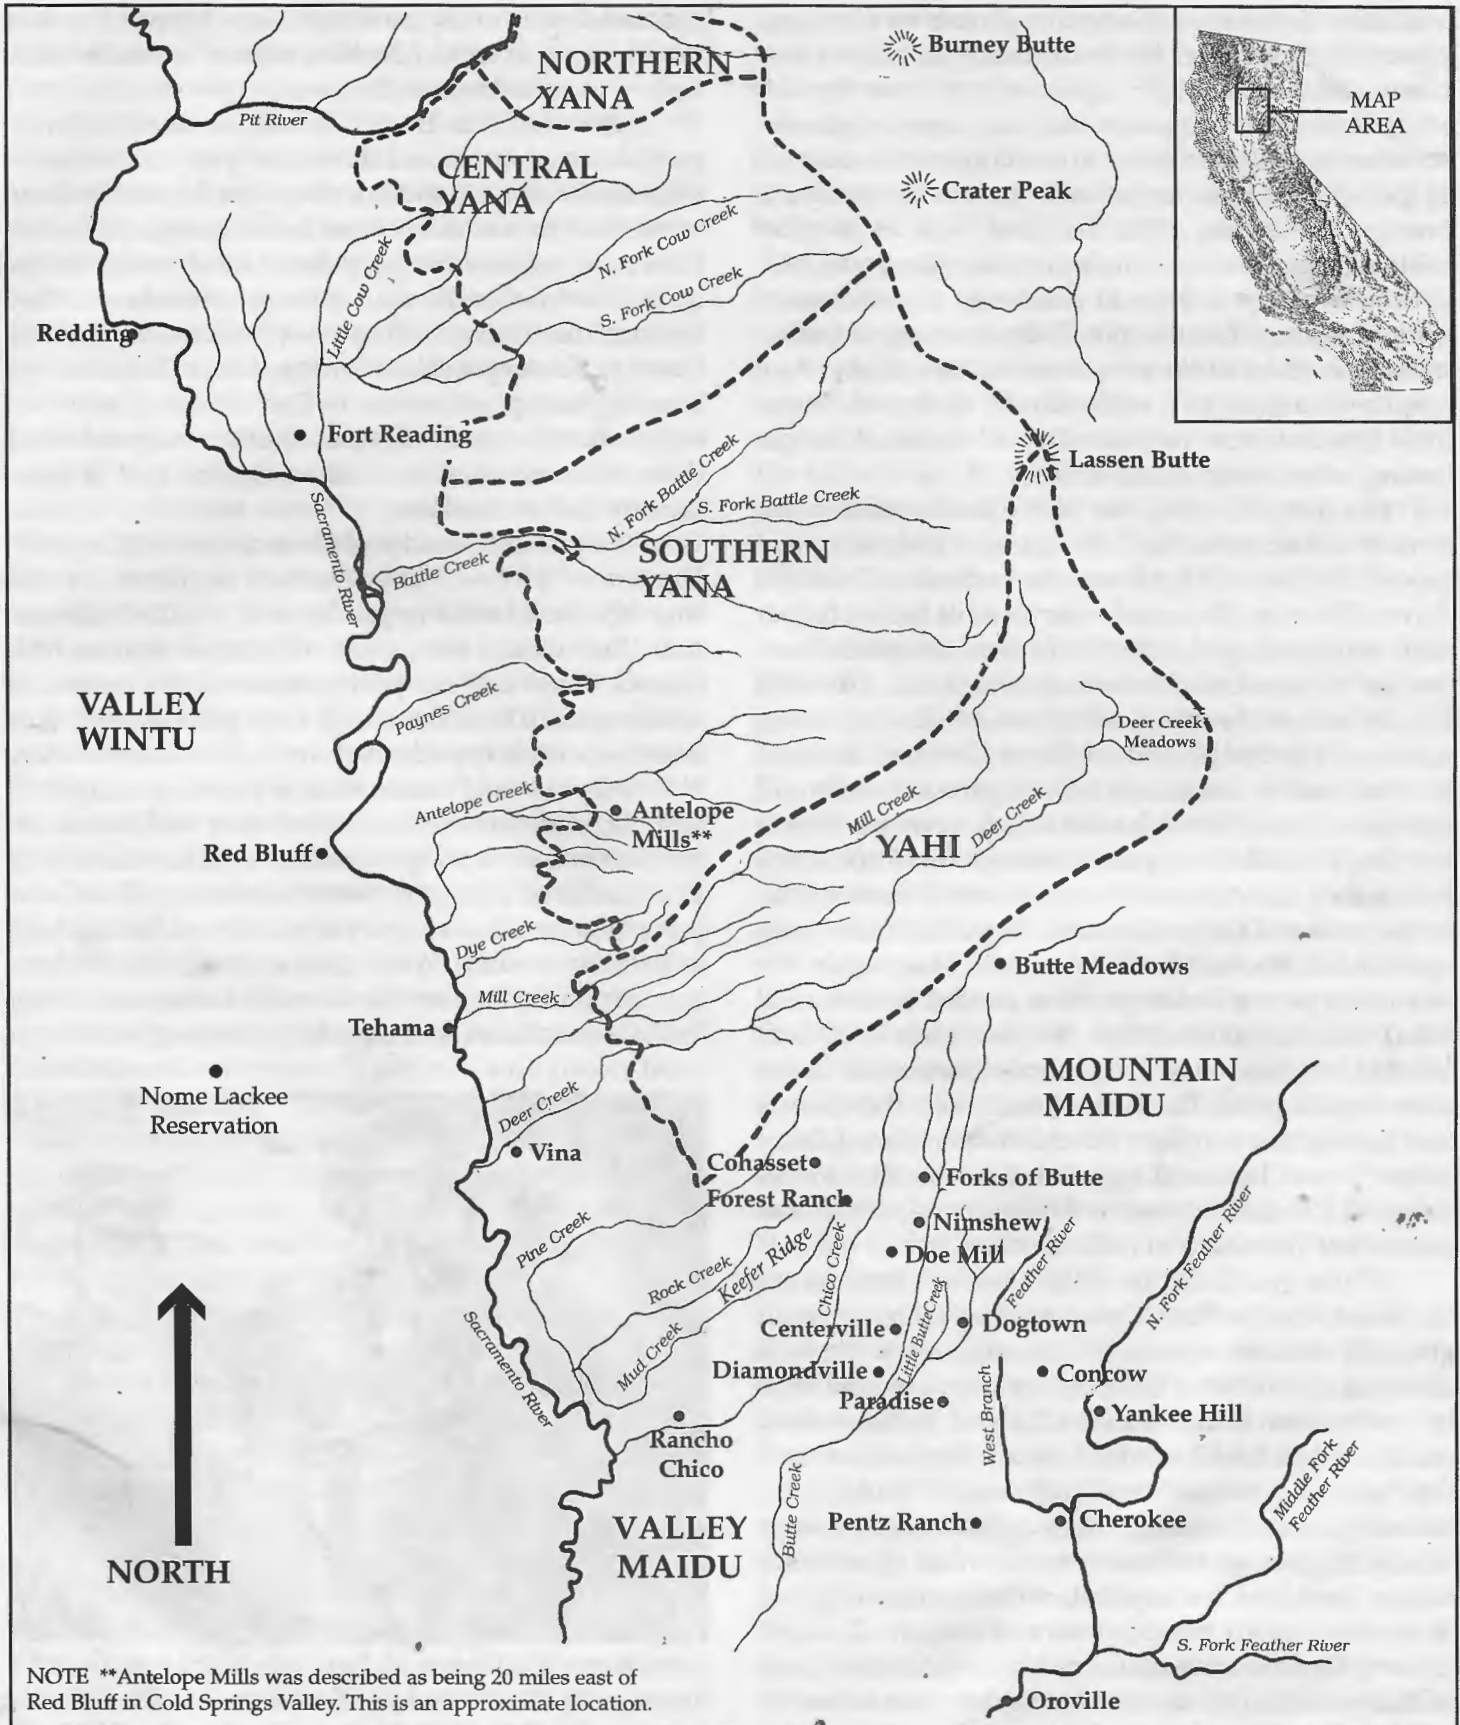 Burney Butte
NORTHERN
YANA
MAP
AREA
Pit River
CENTRAL
YANA
Crater Peak
N. Fork Cow Creek
Little Cow Creek
S. Fork Cow Creek
Redding
Fort Reading
Lassen Butte
N. Fork Battle Creek
S. Fork Battle Creek
Sacramento River
SOUTHERN
YANA
Battle Creek
VALLEY
WINTU
Paynes Creek
Deer Creek
Meadows
Antelope Creek
Antelope
Mills**
Mill Creek
Deer Creek
YAHI
Red Bluff
Dye Creek
Butte Meadows
Mill Creek
Tehama
Nome Lackee
Reservation
MOUNTAIN
MAIDU
Deer Creek
Vina
Cohasset
Forks of Butte
Forest Ranch
Nimshew
Pine Creek
Doe Mill
Feather River
N. Fork Feather River
Rock Creek
Keefer Ridge
Chico Creek
Little Butte Creek
Centerville
Dogtown
Sacramento River
Mud Creek
Diamondville
Concow
Paradise
West Branch
Yankee Hill
Rancho
Chico
Middle Fork
Feather River
Butte Creek
VALLEY
MAIDU
Pentz Ranch
Cherokee
NORTH
S. Fork Feather River
NOTE **Antelope Mills was described as being 20 miles east of
Red Bluff in Cold Springs Valley. This is an approximate location.
Oroville